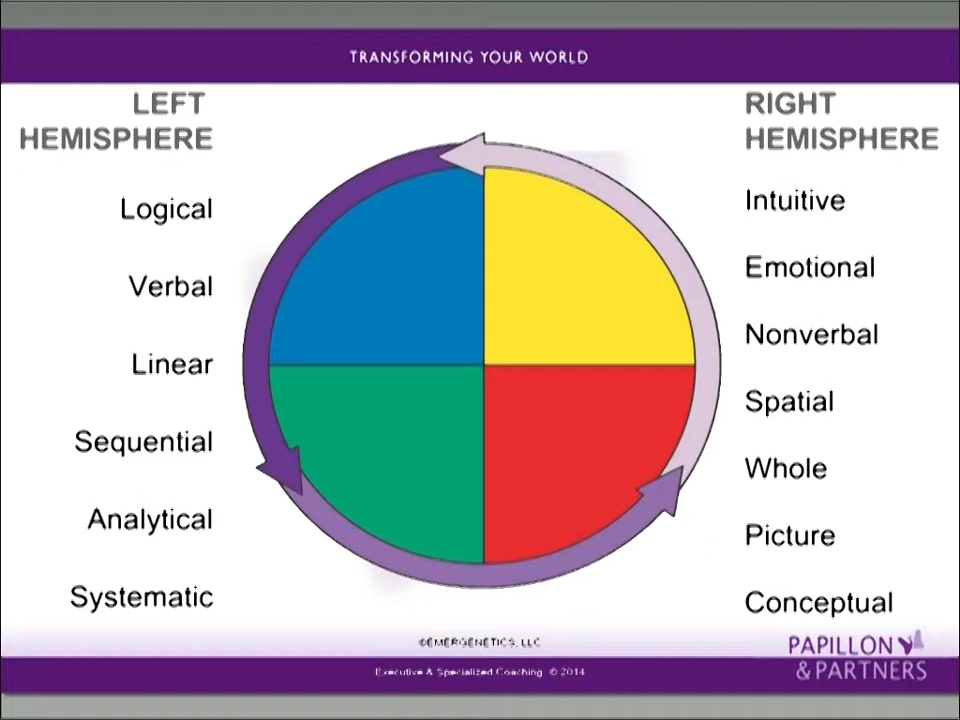 TRANSFORMING YOUR WORLD
LEFT
HEMISPHERE
Logical
Verbal
Linear
Sequential
Analytical
Systematic
RIGHT
HEMISPHERE
Intuitive
Emotional
Nonverbal
Spatial
Whole
Picture
Conceptual
©EMERGENETICS, LLC
PAPILLON
& PARTNERS
Executive & Specialized Coaching © 2014